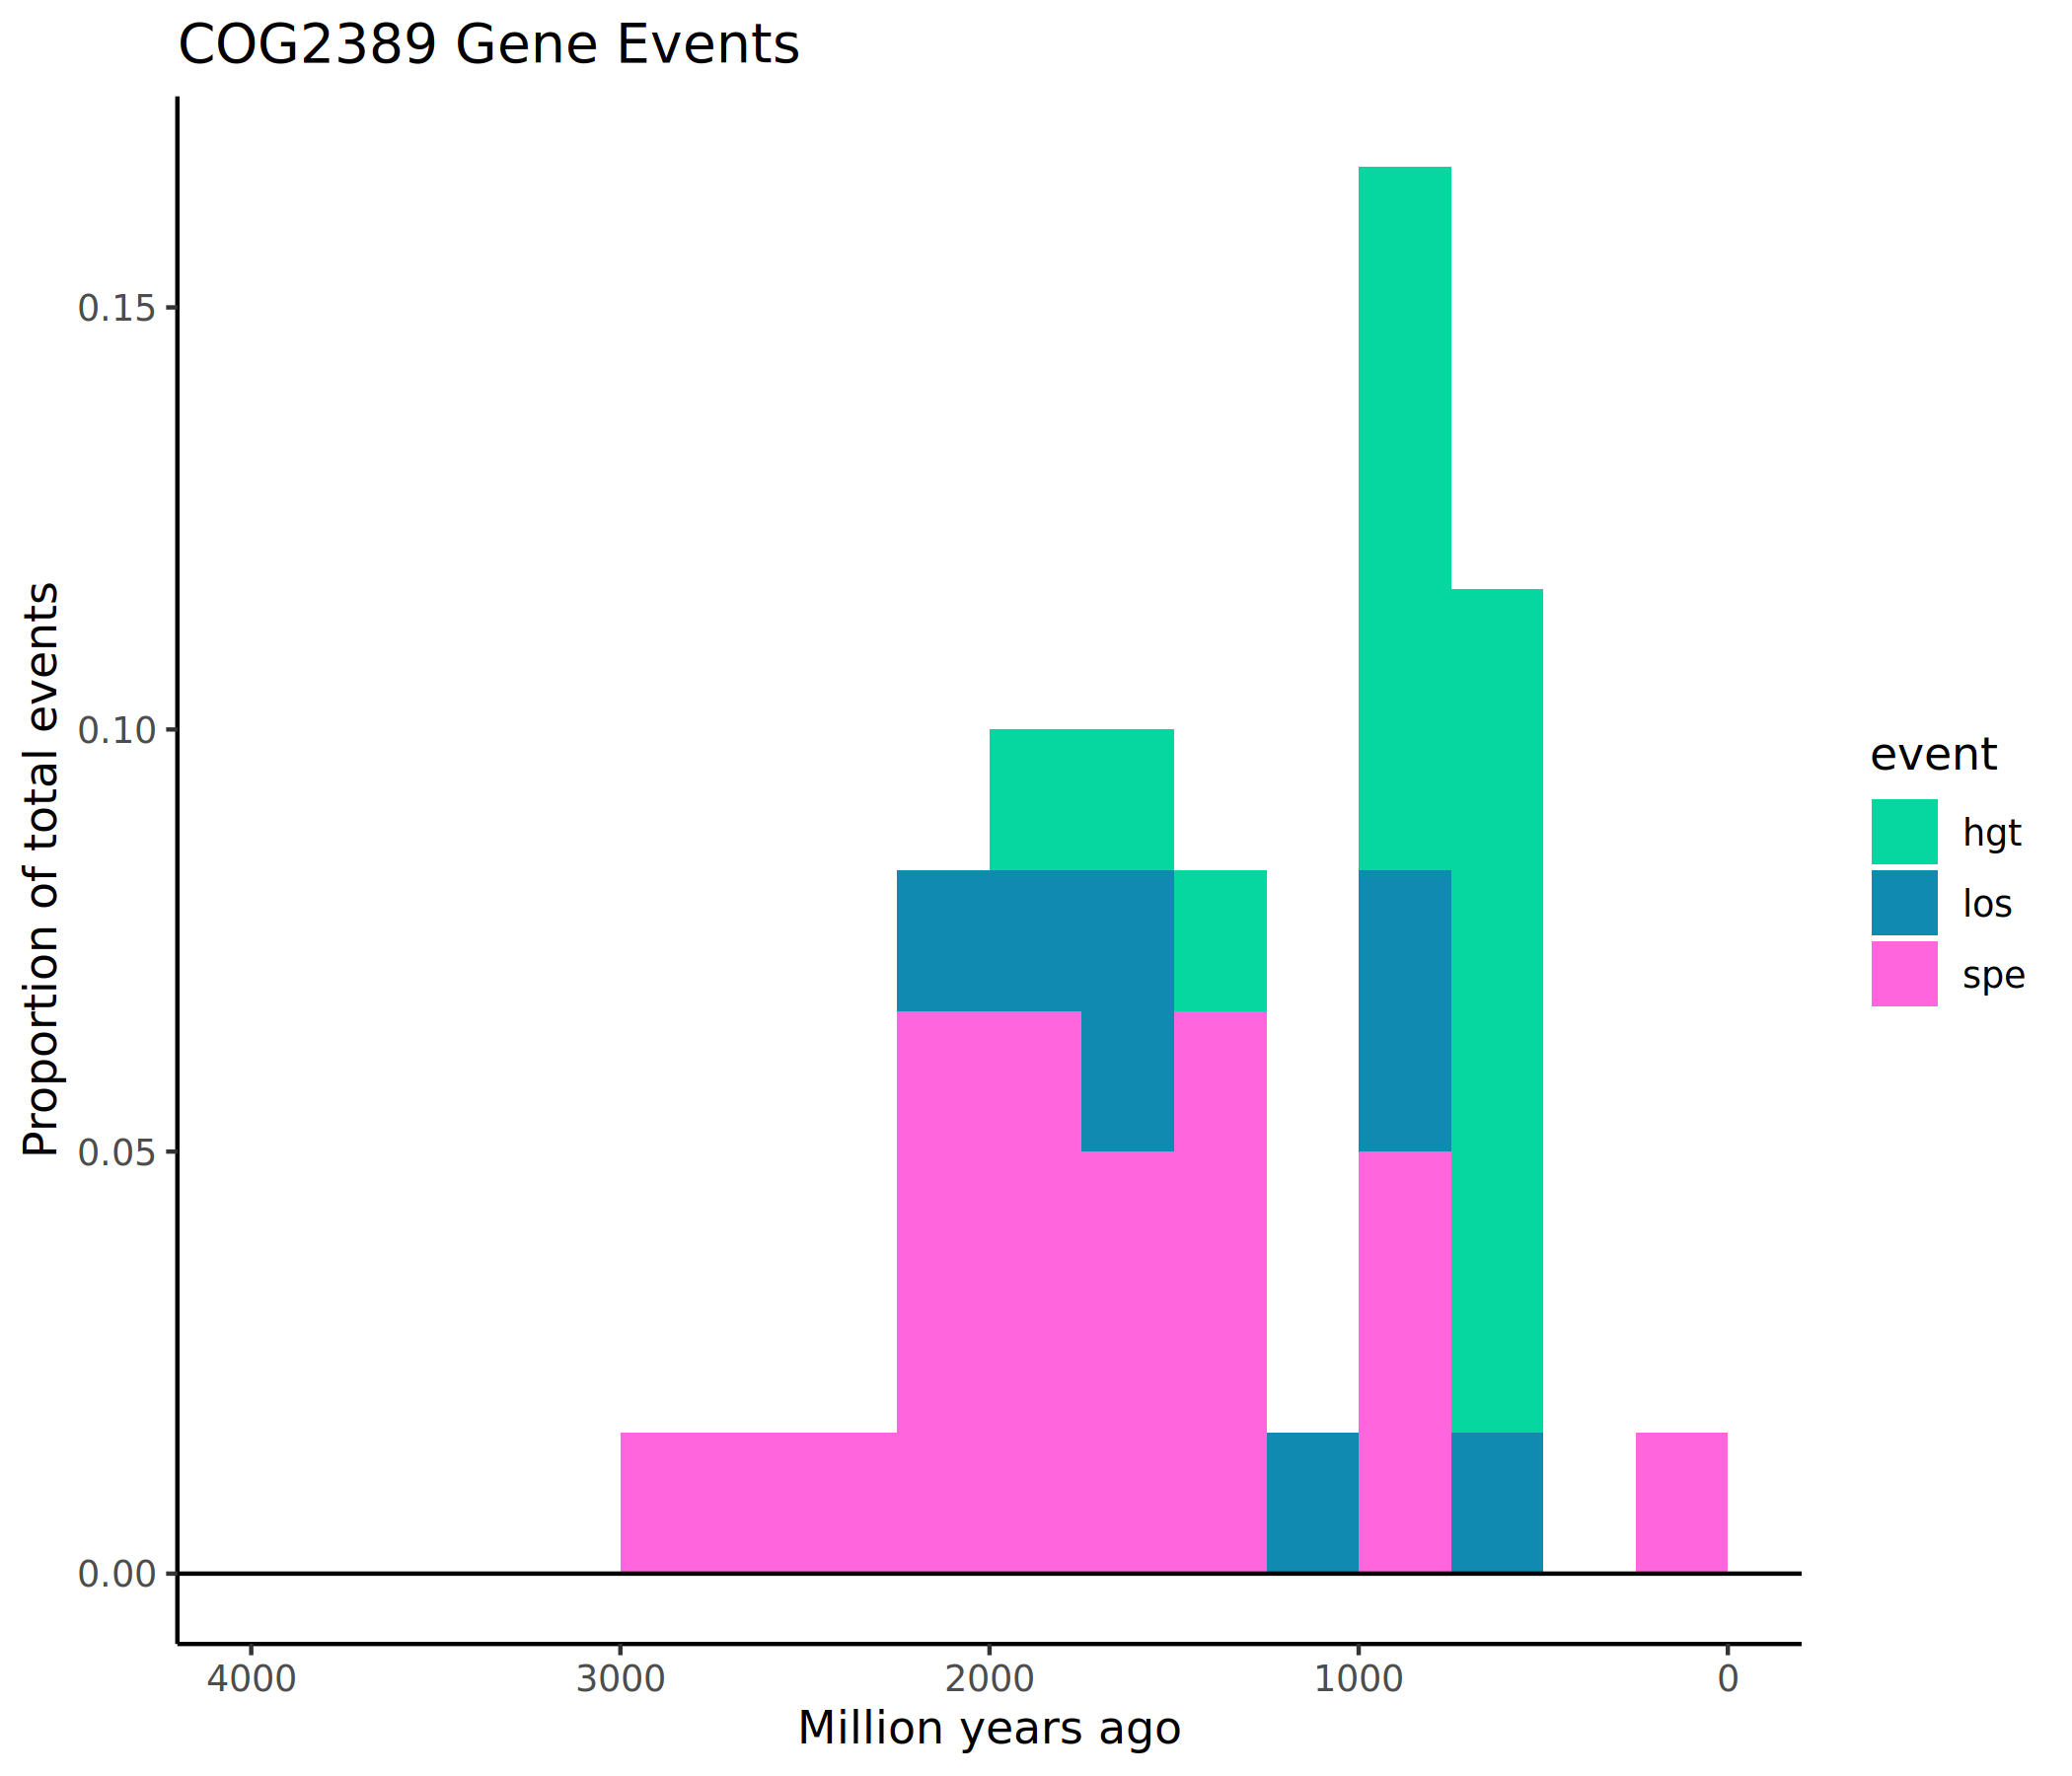 COG2389 Gene Events
Proportion of total events
0.15
0.10
0.05
0.00
4000 3000 2000 1000 0
Million years ago
event
hgt
los
spe